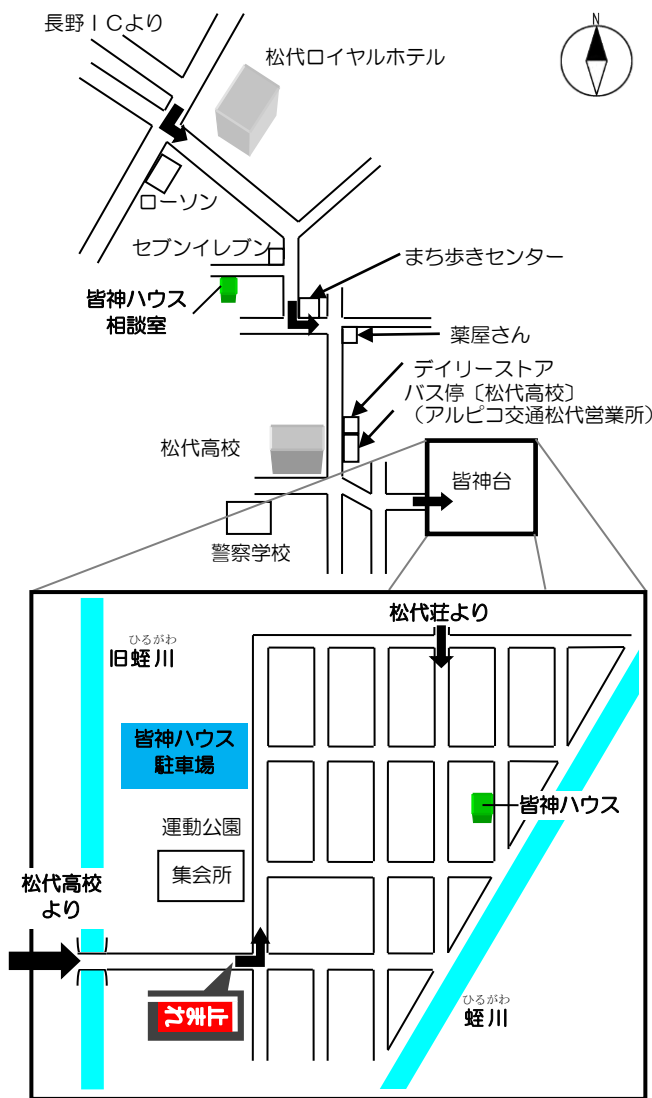 長野ICより
N
松代ロイヤルホテル
ローソン
セブンイレブン
まち歩きセンター
皆神ハウス
相談室
薬屋さん
デイリーストア
バス停〔松代高校〕
(アルピコ交通松代営業所)
松代高校
皆神台
警察学校
松代荘より
ひるがわ
旧蛭川
皆神ハウス
駐車場
皆神ハウス
運動公園
集会所
松代高校
より
止まれ
ひるがわ
蛭川